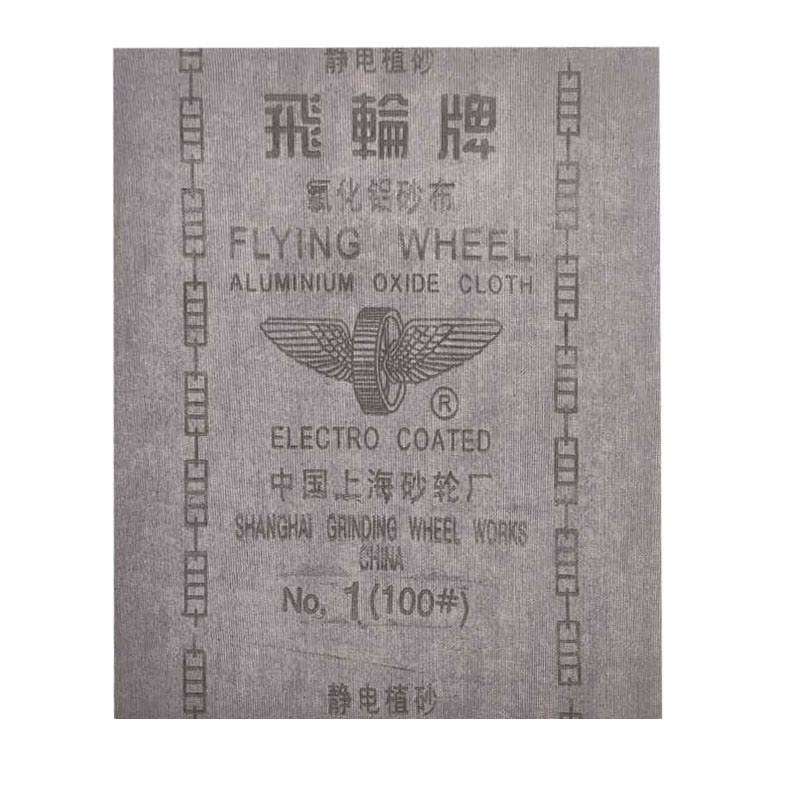 静电植砂
飛輪牌
氧化铝砂布
FLYING WHEEL
ALUMINIUM OXIDE CLOTH
®
ELECTRO COATED
中国上海砂轮厂
SHANGHAI GRINDING WHEEL WORKS
CHINA
No. 1 (100#)
静电植砂